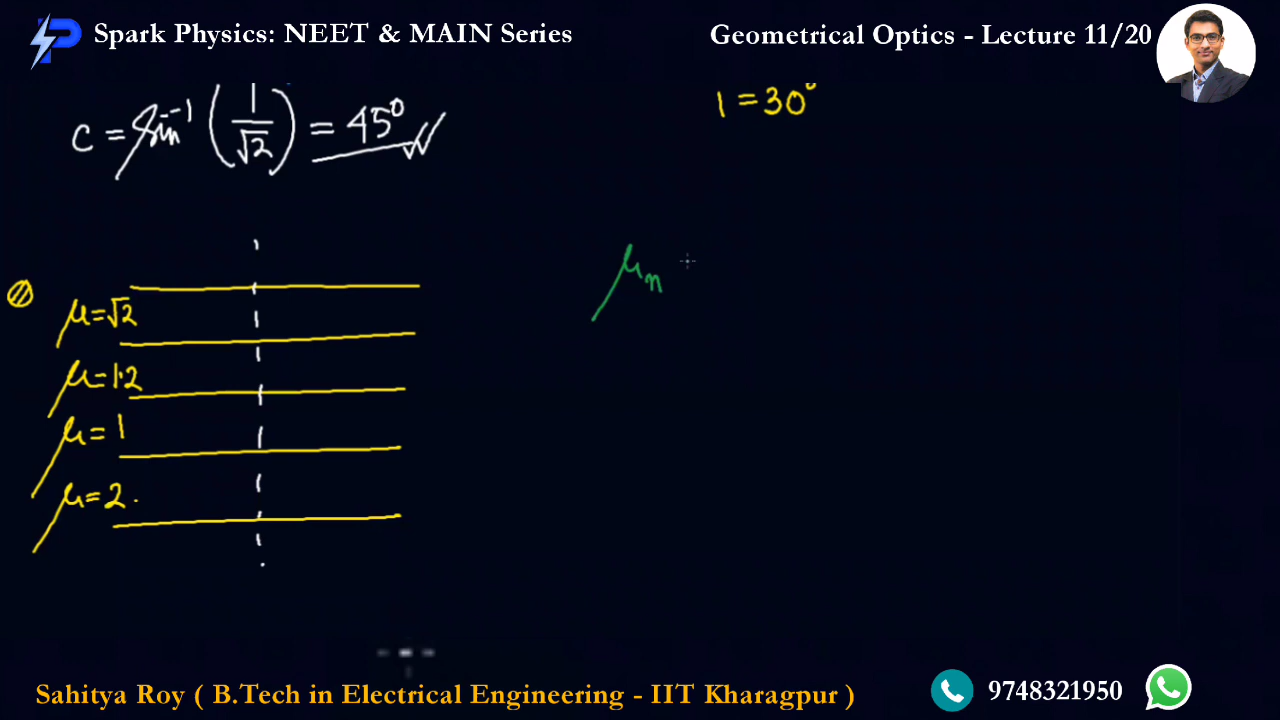 Spark Physics: NEET & MAIN Series
Geometrical Optics - Lecture 11/20
C = Sin⁻¹ (1/√2) = 45°
i = 30°
μ=√2
μ=1.2
μ=1
μ=2
μn
Sahitya Roy ( B.Tech in Electrical Engineering - IIT Kharagpur )
9748321950